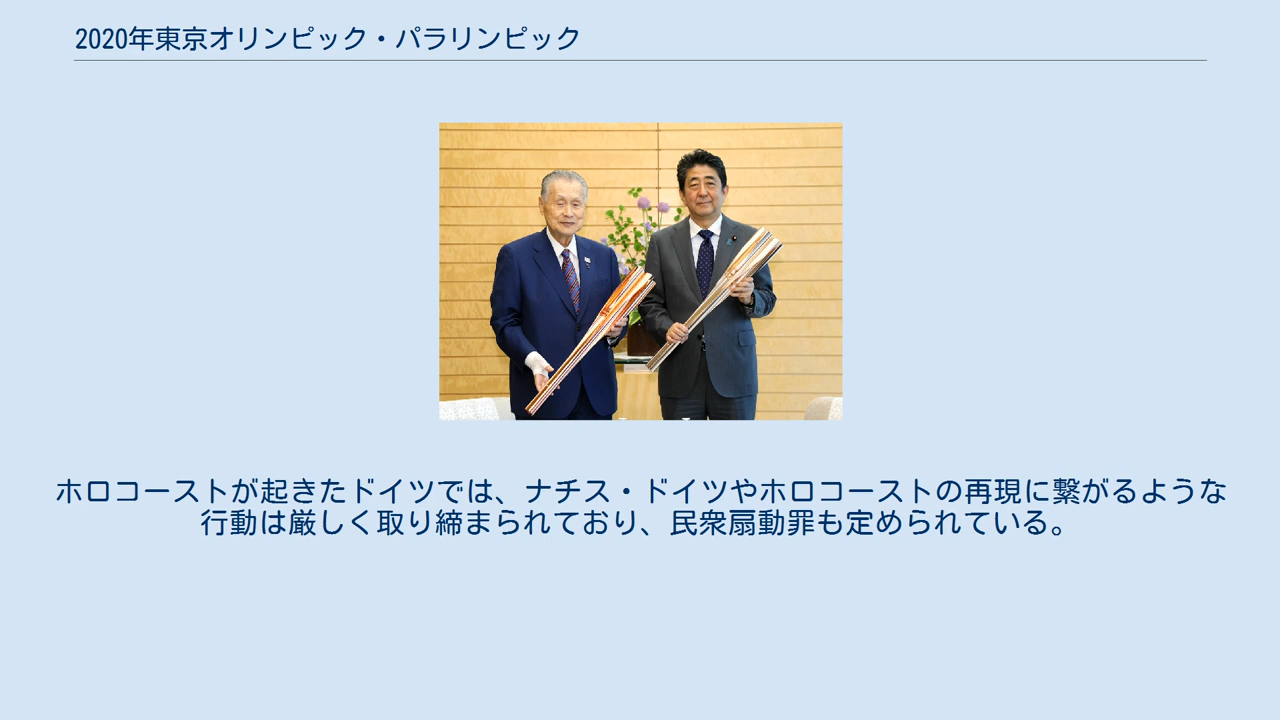 2020年東京オリンピック・パラリンピック
ホロコーストが起きたドイツでは、ナチス・ドイツやホロコーストの再現に繋がるような
行動は厳しく取り締まられており、民衆扇動罪も定められている。